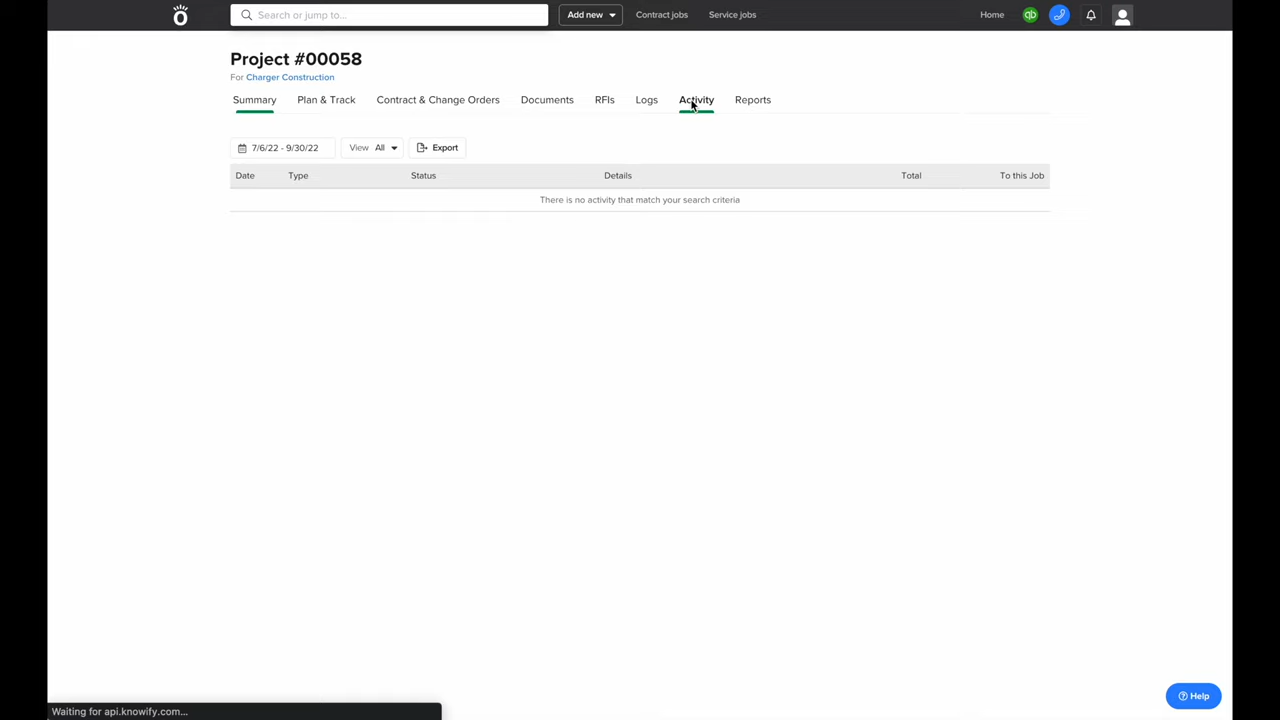 Search or jump to...
Add new
Contract jobs
Service jobs
Home
qb
Project #00058
For Charger Construction
Summary
Plan & Track
Contract & Change Orders
Documents
RFIs
Logs
Activity
Reports
7/6/22 - 9/30/22
View All
Export
Date Type Status Details Total To this Job
There is no activity that match your search criteria
Help
Waiting for api.knowify.com...